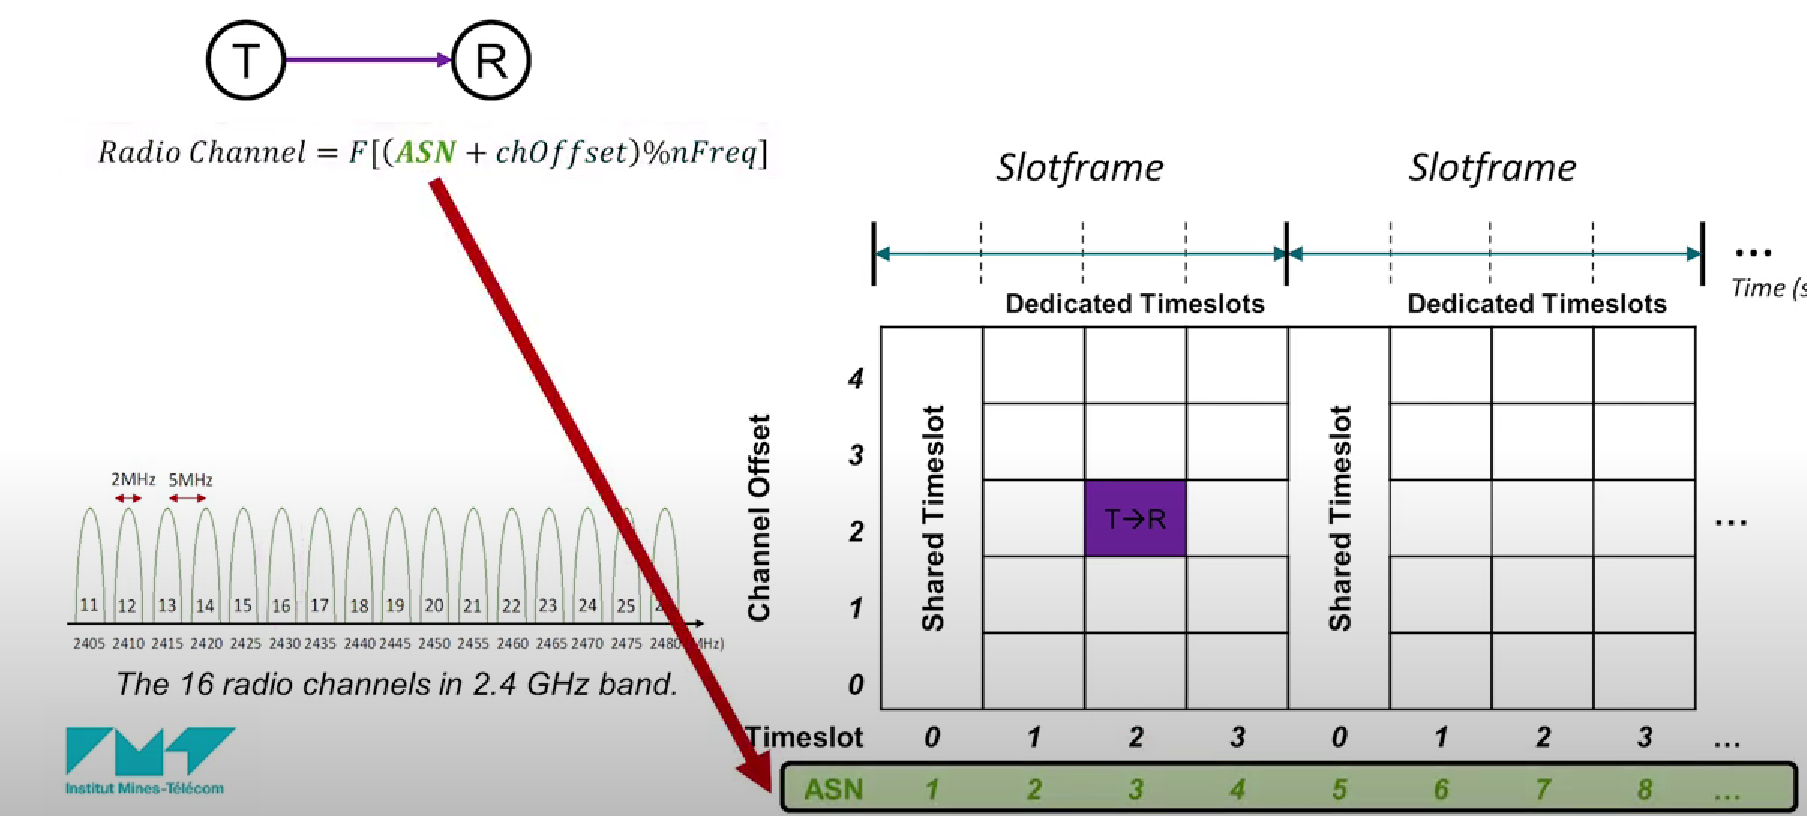 T R
Radio Channel = F[(ASN + chOffset)%nFreq]
Slotframe Slotframe
...
Time (s
Dedicated Timeslots Dedicated Timeslots
4
3
2
1
0
Channel Offset
Shared Timeslot
T→R
Shared Timeslot
...
Timeslot 0 1 2 3 0 1 2 3 ...
ASN 1 2 3 4 5 6 7 8 ...
2MHz 5MHz
11 12 13 14 15 16 17 18 19 20 21 22 23 24 25
2405 2410 2415 2420 2425 2430 2435 2440 2445 2450 2455 2460 2465 2470 2475 2480 MHz)
The 16 radio channels in 2.4 GHz band.
Institut Mines-Télécom